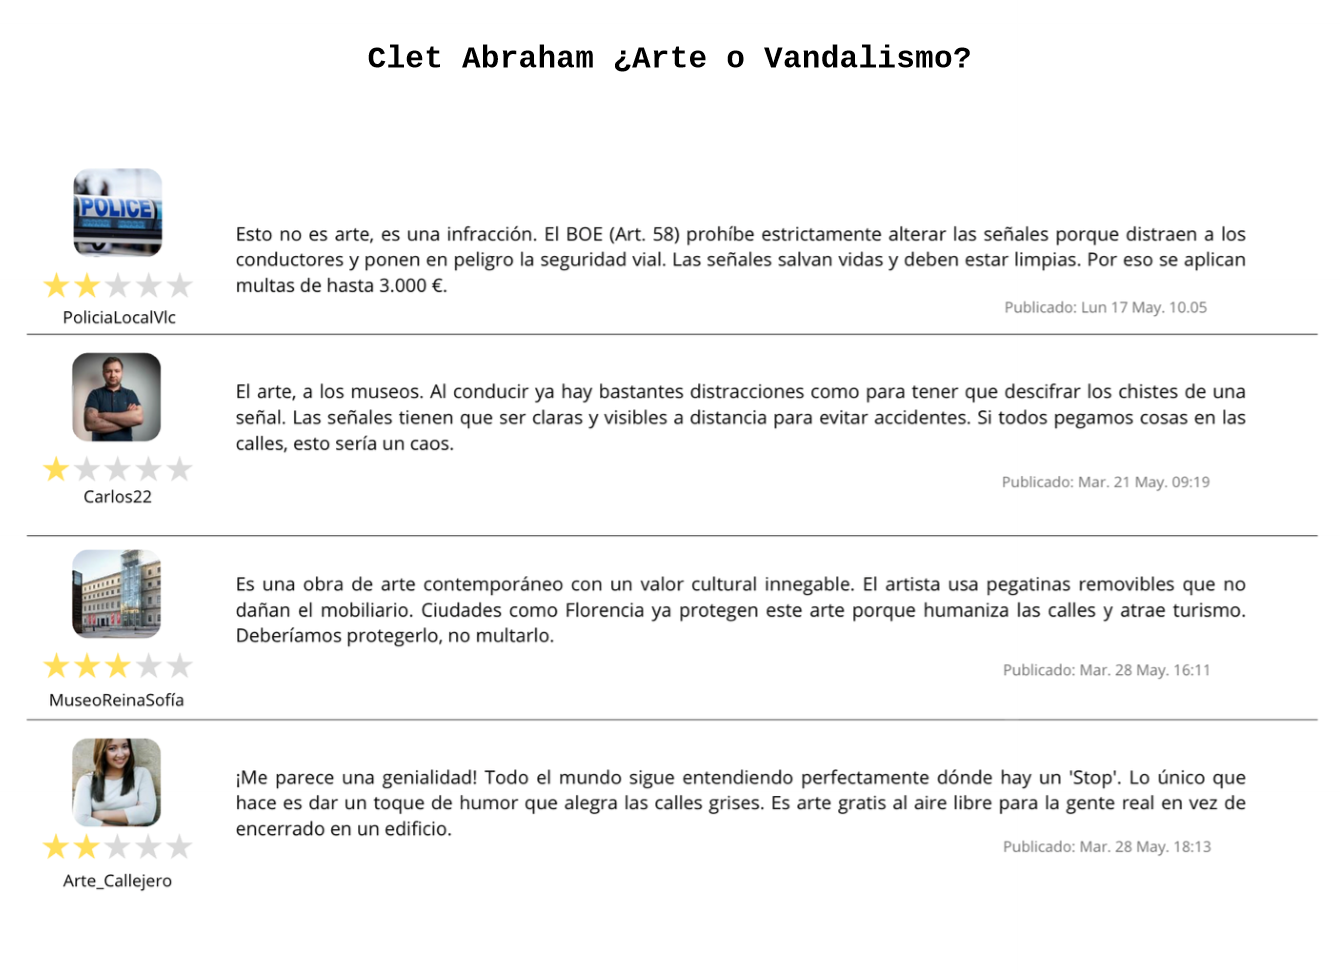 Clet Abraham ¿Arte o Vandalismo?
POLICE
Esto no es arte, es una infracción. El BOE (Art. 58) prohíbe estrictamente alterar las señales porque distraen a los
conductores y ponen en peligro la seguridad vial. Las señales salvan vidas y deben estar limpias. Por eso se aplican
multas de hasta 3.000 €.
Publicado: Lun 17 May. 10.05
PoliciaLocalVlc
El arte, a los museos. Al conducir ya hay bastantes distracciones como para tener que descifrar los chistes de una
señal. Las señales tienen que ser claras y visibles a distancia para evitar accidentes. Si todos pegamos cosas en las
calles, esto sería un caos.
Publicado: Mar. 21 May. 09:19
Carlos22
Es una obra de arte contemporáneo con un valor cultural innegable. El artista usa pegatinas removibles que no
dañan el mobiliario. Ciudades como Florencia ya protegen este arte porque humaniza las calles y atrae turismo.
Deberíamos protegerlo, no multarlo.
Publicado: Mar. 28 May. 16:11
MuseoReinaSofía
¡Me parece una genialidad! Todo el mundo sigue entendiendo perfectamente dónde hay un 'Stop'. Lo único que
hace es dar un toque de humor que alegra las calles grises. Es arte gratis al aire libre para la gente real en vez de
encerrado en un edificio.
Publicado: Mar. 28 May. 18:13
Arte_Callejero